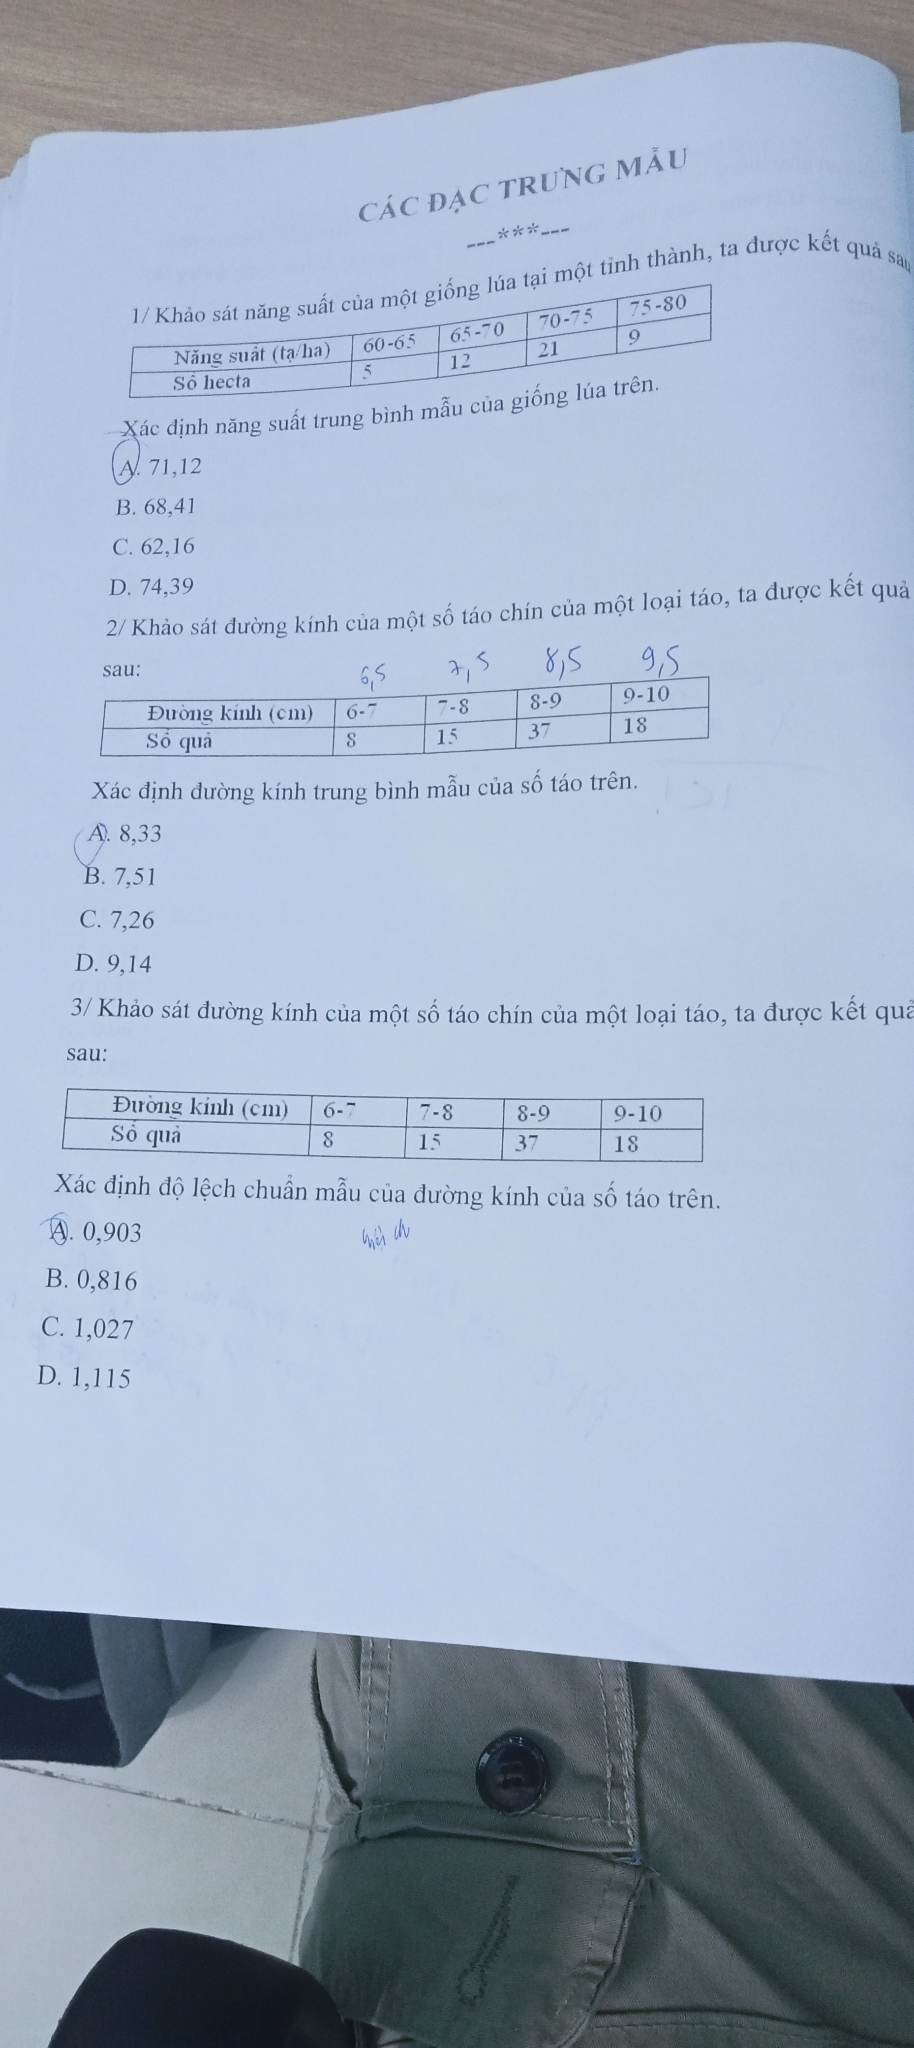 CÁC ĐẶC TRƯNG MẪU
---***---
1/ Khảo sát năng suất của một giống lúa tại một tỉnh thành, ta được kết quả sau
Năng suất (tạ/ha) 60-65 65-70 70-75 75-80
Số hecta 5 12 21 9
Xác định năng suất trung bình mẫu của giống lúa trên.
A. 71,12
B. 68,41
C. 62,16
D. 74,39
2/ Khảo sát đường kính của một số táo chín của một loại táo, ta được kết quả
sau:
6,5 7,5 8,5 9,5
Đường kính (cm) 6-7 7-8 8-9 9-10
Số quả 8 15 37 18
Xác định đường kính trung bình mẫu của số táo trên.
A. 8,33
B. 7,51
C. 7,26
D. 9,14
3/ Khảo sát đường kính của một số táo chín của một loại táo, ta được kết quả
sau:
Đường kính (cm) 6-7 7-8 8-9 9-10
Số quả 8 15 37 18
Xác định độ lệch chuẩn mẫu của đường kính của số táo trên.
A. 0,903
B. 0,816
C. 1,027
D. 1,115